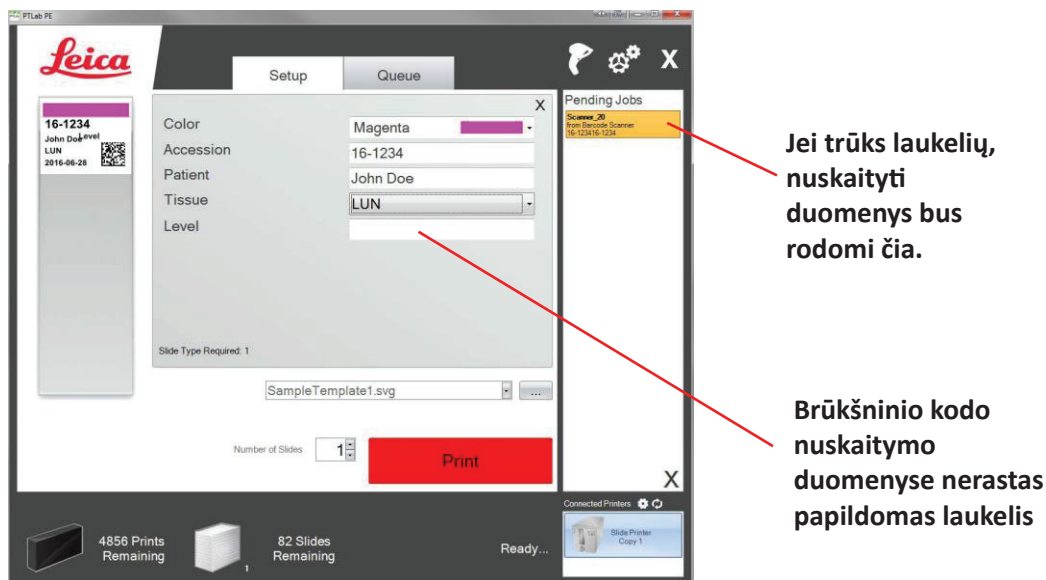 PTLab PE
Leica
Setup
Queue
X
16-1234
John Doe
Level
LUN
2016-06-28
X
Color
Magenta
Accession
16-1234
Patient
John Doe
Tissue
LUN
Level
Slide Type Required: 1
SampleTemplate1.svg
...
Number of Slides
1
Print
Pending Jobs
Scanner_20
from Barcode Scanner
16-123416-1234
X
4856 Prints
Remaining
1
82 Slides
Remaining
Ready...
Connected Printers
Slide Printer
Copy 1
Jei trūks laukelių,
nuskaityti
duomenys bus
rodomi čia.
Brūkšninio kodo
nuskaitymo
duomenyse nerastas
papildomas laukelis